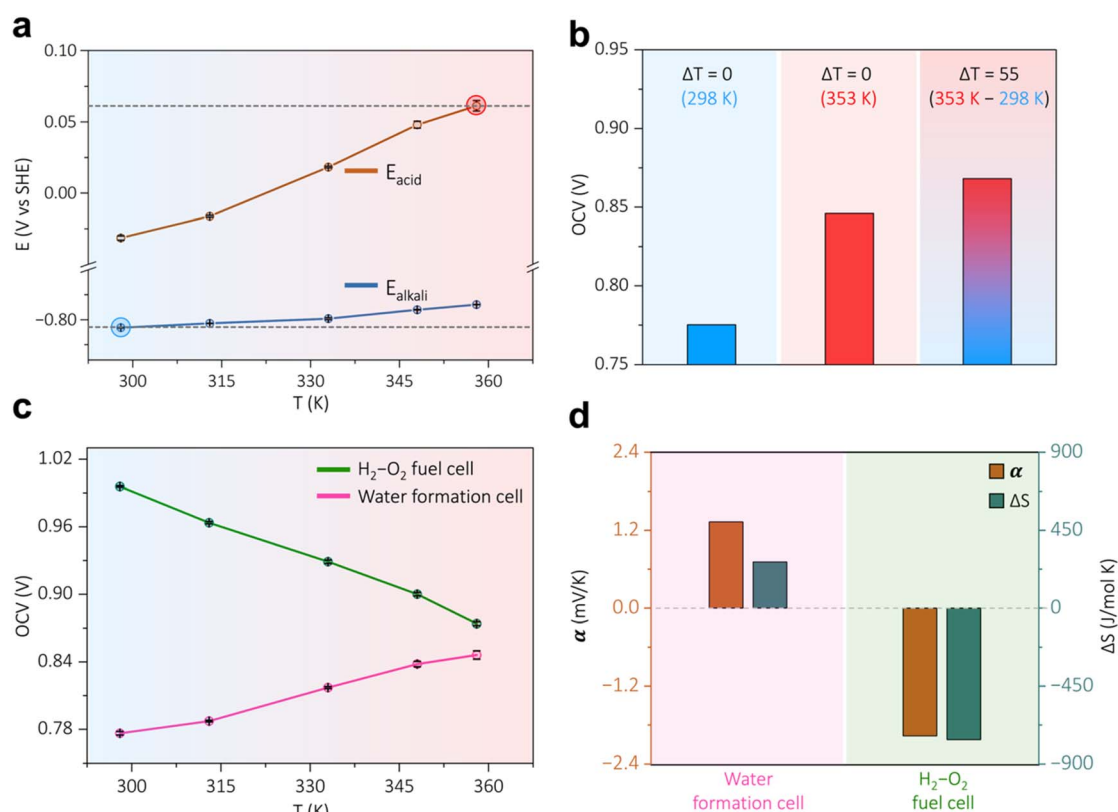 a
0.10
0.05
0.00
−0.80
E (V vs SHE)
E_acid
E_alkali
300 315 330 345 360
T (K)
b
0.95
0.90
0.85
0.80
0.75
OCV (V)
ΔT = 0
(298 K)
ΔT = 0
(353 K)
ΔT = 55
(353 K − 298 K)
c
1.02
0.96
0.90
0.84
0.78
OCV (V)
H₂−O₂ fuel cell
Water formation cell
300 315 330 345 360
T (K)
d
2.4
1.2
0.0
−1.2
−2.4
α (mV/K)
α
ΔS
900
450
0
−450
−900
ΔS (J/mol K)
Water
formation cell
H₂−O₂
fuel cell